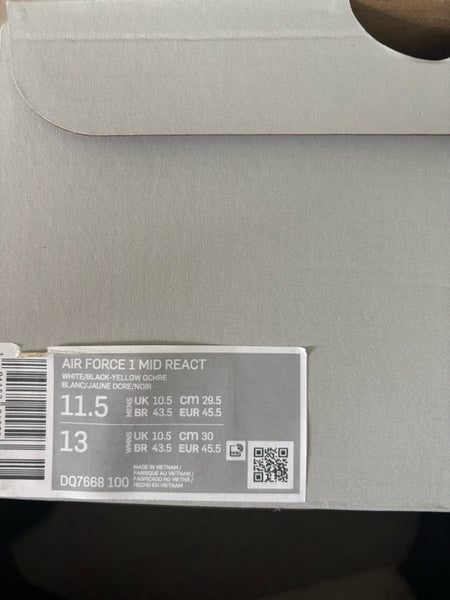 AIR FORCE 1 MID REACT
WHITE/BLACK-YELLOW OCHRE
BLANC/JAUNE OCRE/NOIR
11.5 MENS UK 10.5 cm 29.5
BR 43.5 EUR 45.5
13 WMNS UK 10.5 cm 30
BR 43.5 EUR 45.5
DQ7668 100
MADE IN VIETNAM /
FABRIQUÉ AU VIETNAM /
FABRICADO NO VIETNÃ /
HECHO EN VIETNAM